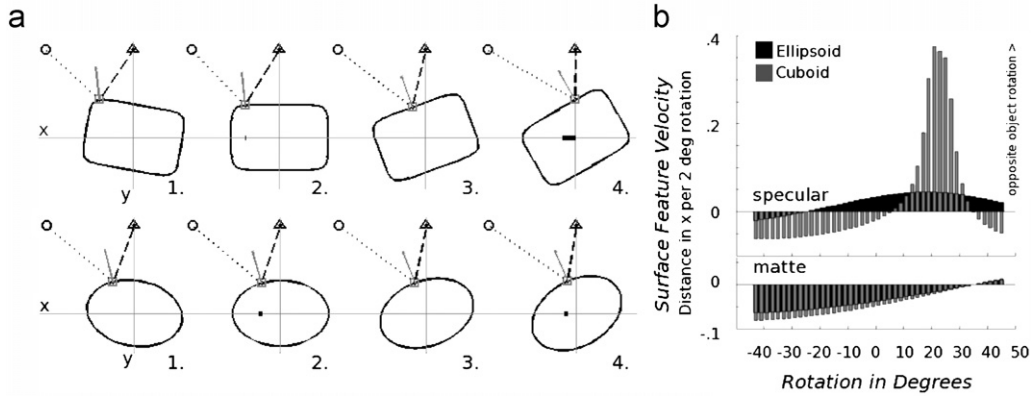 a
x
y
1.
2.
3.
4.
x
y
1.
2.
3.
4.
b
Surface Feature Velocity
Distance in x per 2 deg rotation
.4
.2
0
0
-.1
Ellipsoid
Cuboid
specular
matte
opposite object rotation >
-40 -30 -20 -10 0 10 20 30 40 50
Rotation in Degrees